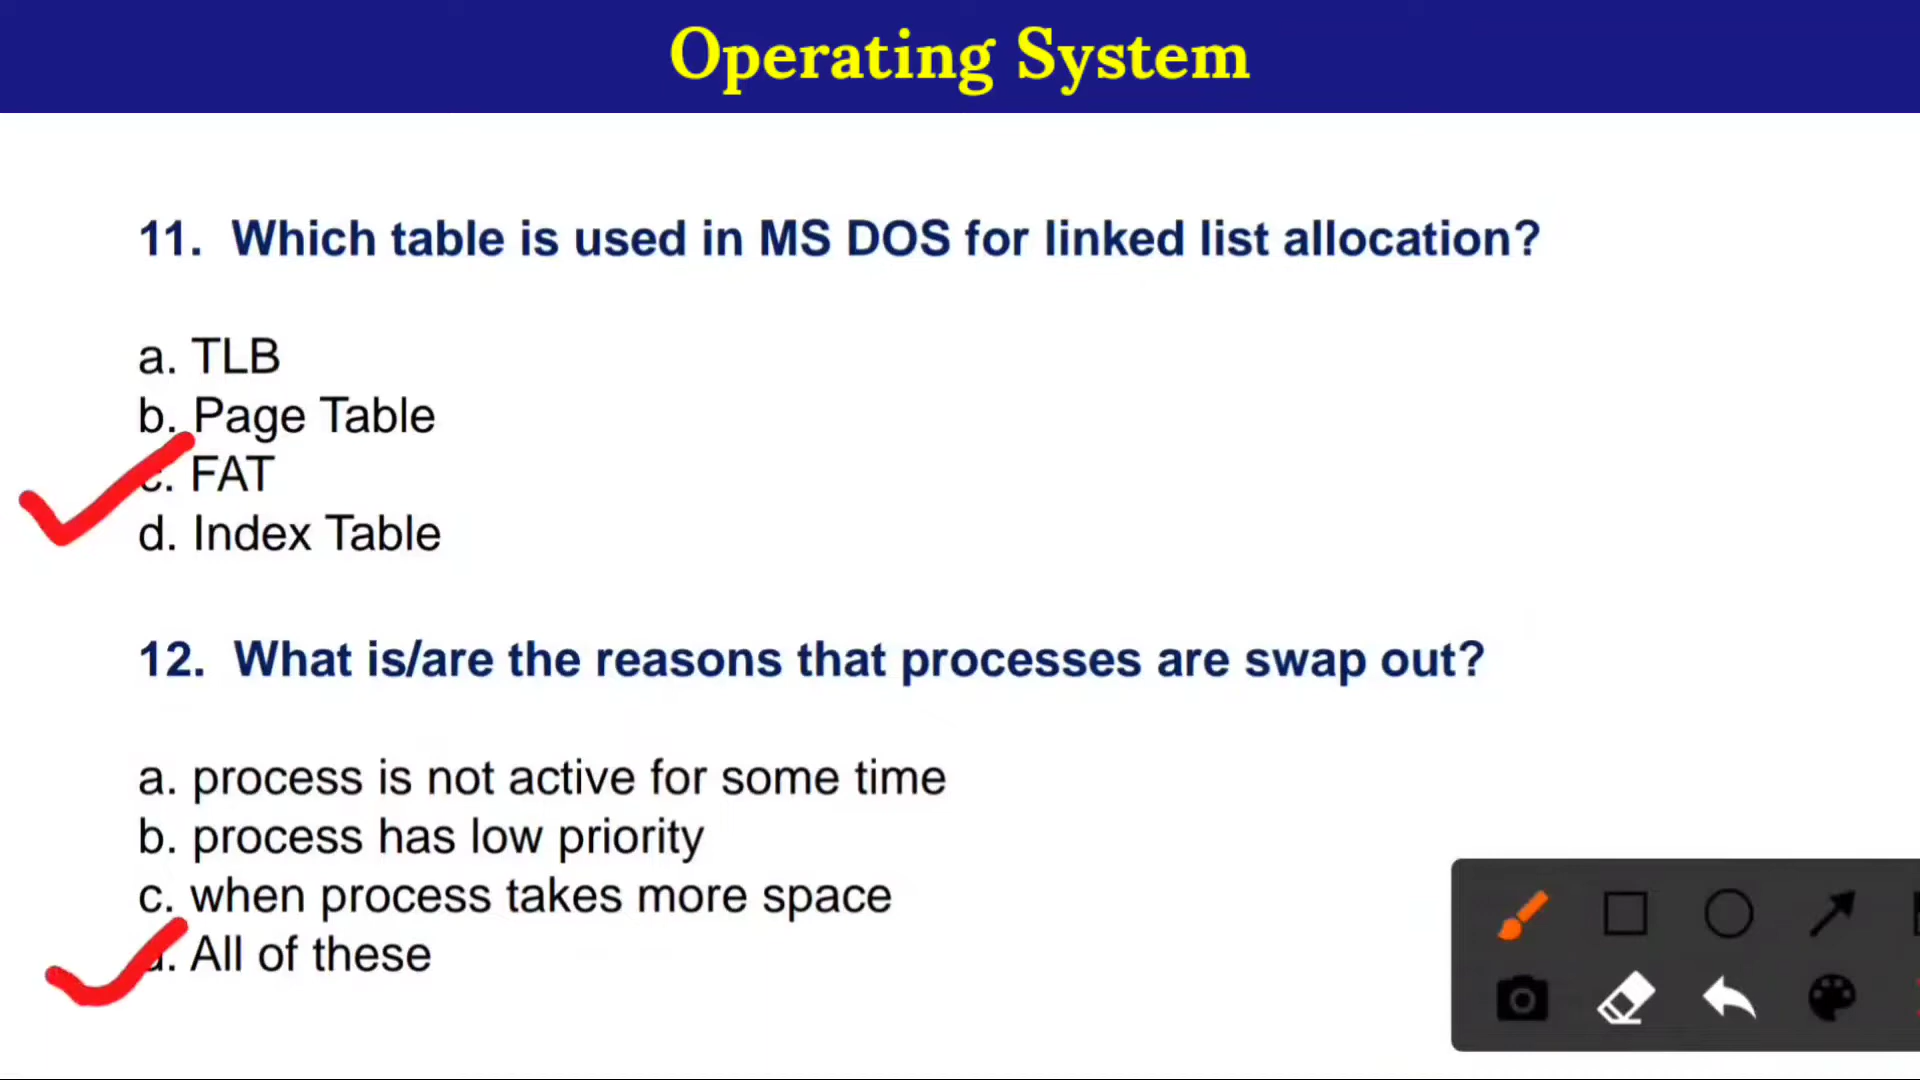 Operating System
11. Which table is used in MS DOS for linked list allocation?
a. TLB
b. Page Table
c. FAT
d. Index Table
12. What is/are the reasons that processes are swap out?
a. process is not active for some time
b. process has low priority
c. when process takes more space
d. All of these